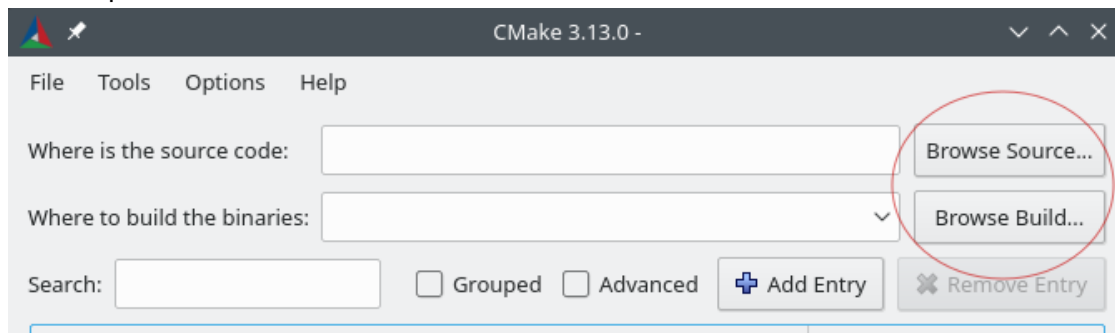 CMake 3.13.0 -
File Tools Options Help
Where is the source code: Browse Source...
Where to build the binaries: Browse Build...
Search: Grouped Advanced Add Entry Remove Entry